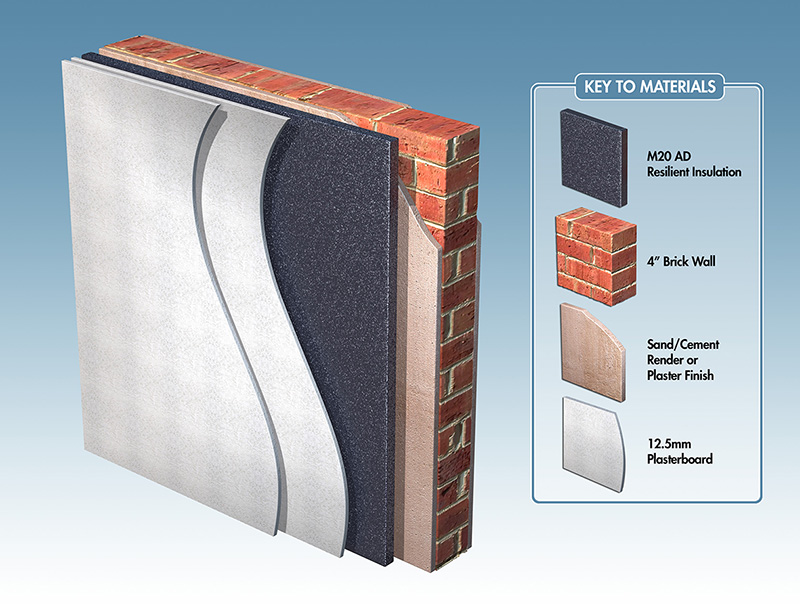 KEY TO MATERIALS
M20 AD
Resilient Insulation
4” Brick Wall
Sand/Cement
Render or
Plaster Finish
12.5mm
Plasterboard